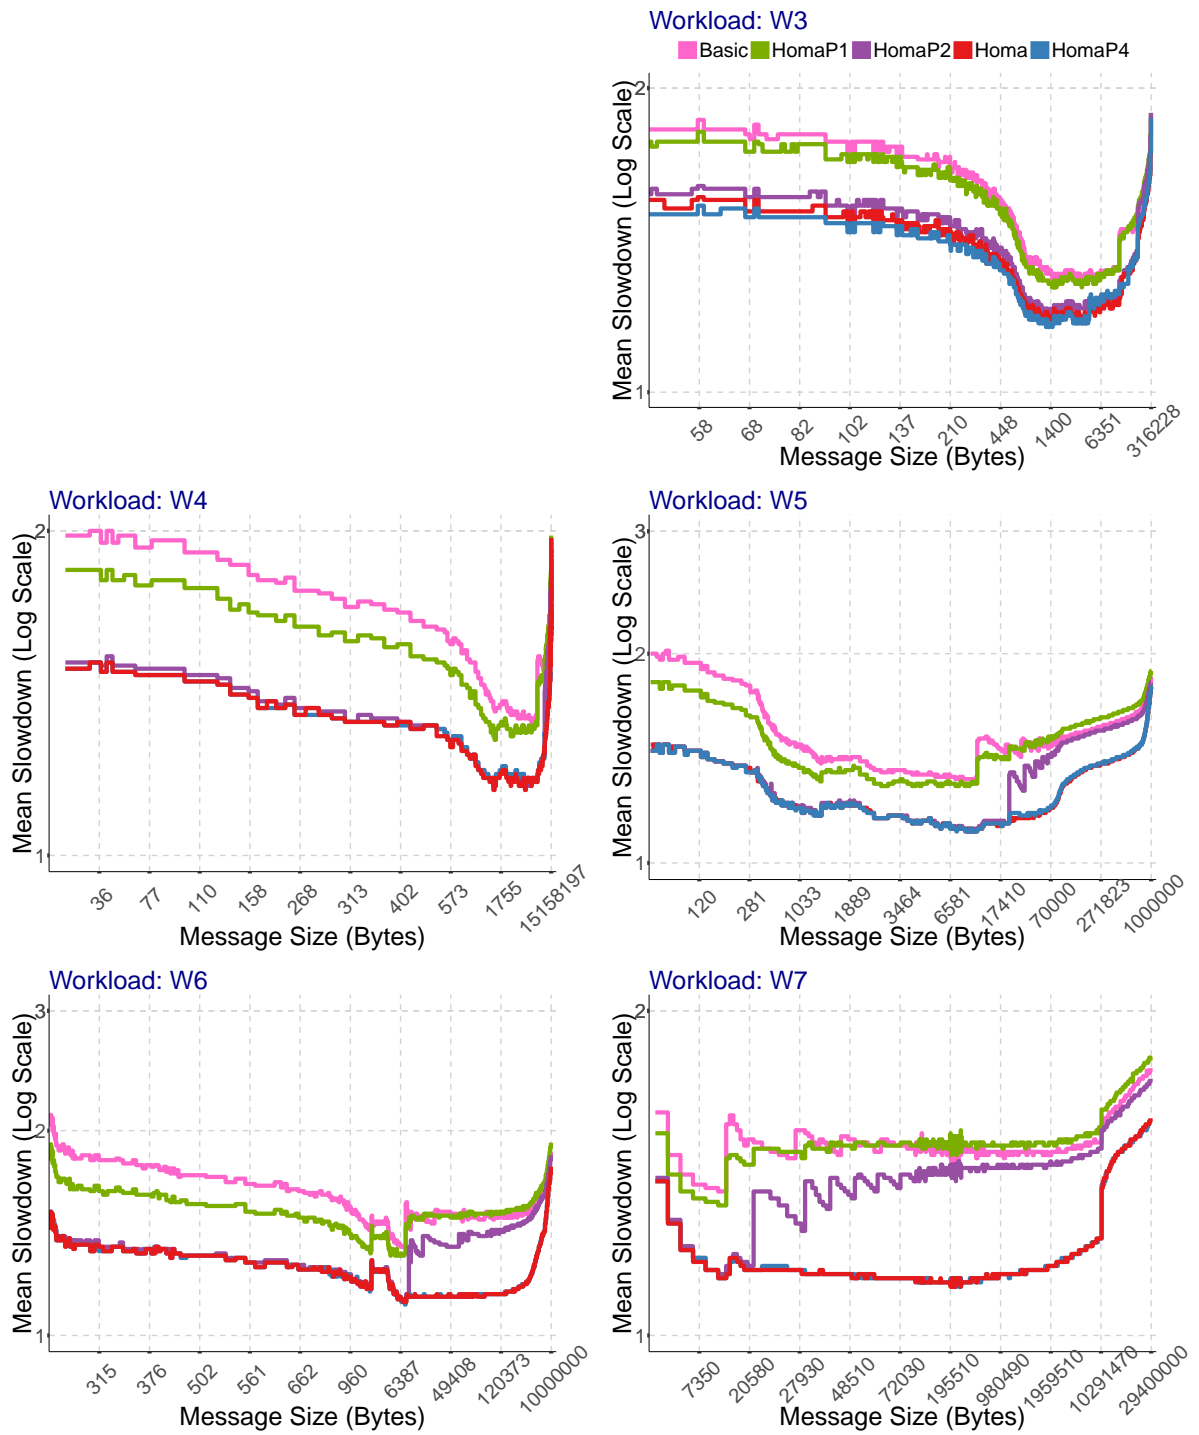 Workload: W3
Basic HomaP1 HomaP2 Homa HomaP4
Mean Slowdown (Log Scale)
2
1
58 68 82 102 137 210 448 1400 6351 316228
Message Size (Bytes)
Workload: W4
Mean Slowdown (Log Scale)
2
1
36 77 110 158 268 313 402 573 1755 15158197
Message Size (Bytes)
Workload: W5
Mean Slowdown (Log Scale)
3
2
1
120 281 1033 1889 3464 6581 17410 70000 271823 1000000
Message Size (Bytes)
Workload: W6
Mean Slowdown (Log Scale)
3
2
1
315 376 502 561 662 960 6387 49408 120373 10000000
Message Size (Bytes)
Workload: W7
Mean Slowdown (Log Scale)
2
1
7350 20580 27930 48510 72030 195510 980490 1959510 10291470 29400000
Message Size (Bytes)